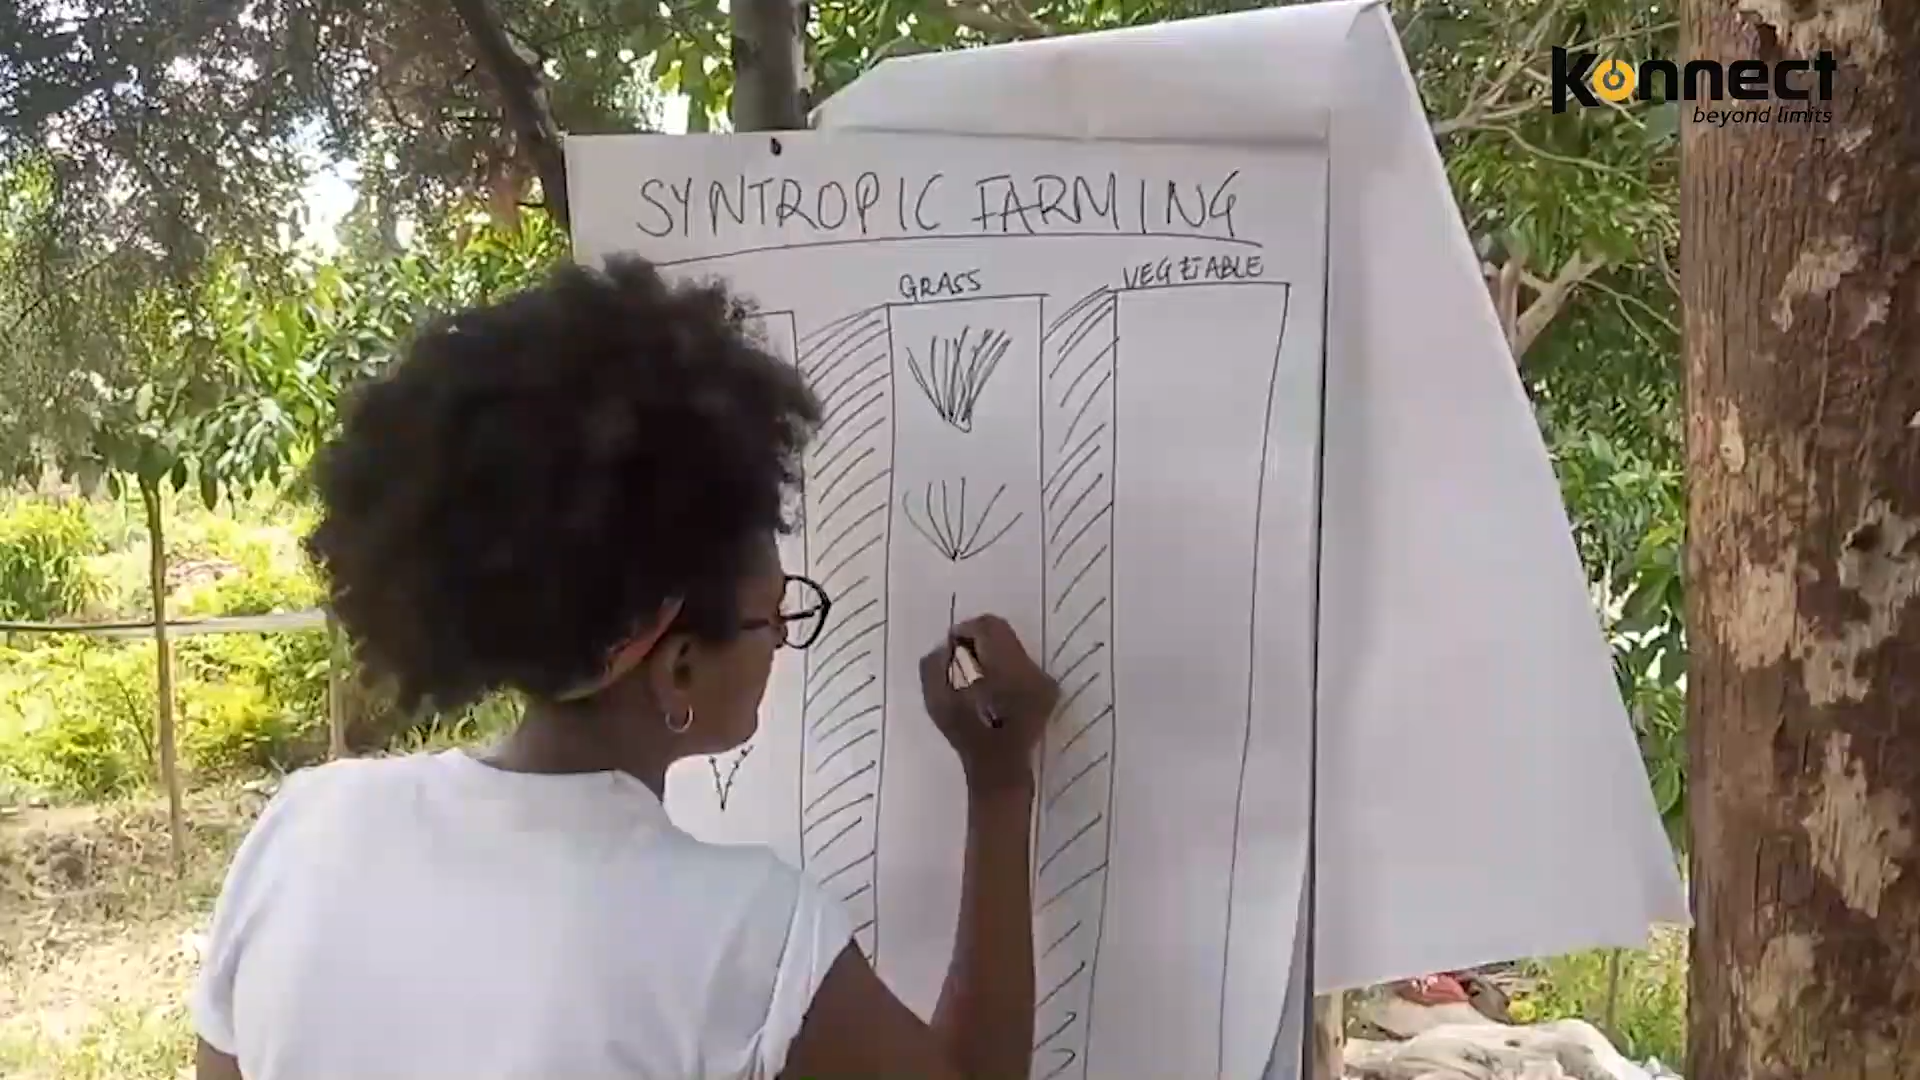 Konnect
beyond limits
SYNTROPIC FARMING
GRASS
VEGETABLE